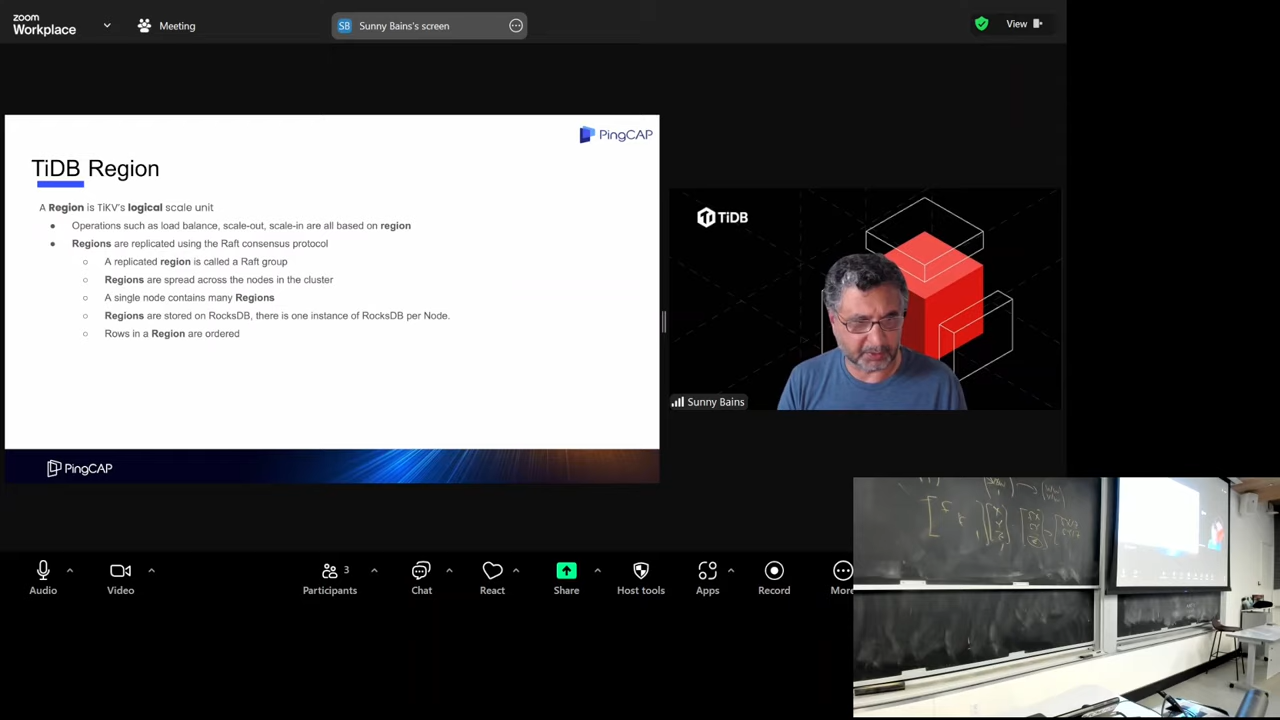 zoom
Workplace
Meeting
SB Sunny Bains's screen
View
PingCAP
TiDB Region
A Region is TiKV's logical scale unit
● Operations such as load balance, scale-out, scale-in are all based on region
● Regions are replicated using the Raft consensus protocol
○ A replicated region is called a Raft group
○ Regions are spread across the nodes in the cluster
○ A single node contains many Regions
○ Regions are stored on RocksDB, there is one instance of RocksDB per Node.
○ Rows in a Region are ordered
PingCAP
TiDB
Sunny Bains
Audio
Video
Participants 3
Chat
React
Share
Host tools
Apps
Record
More